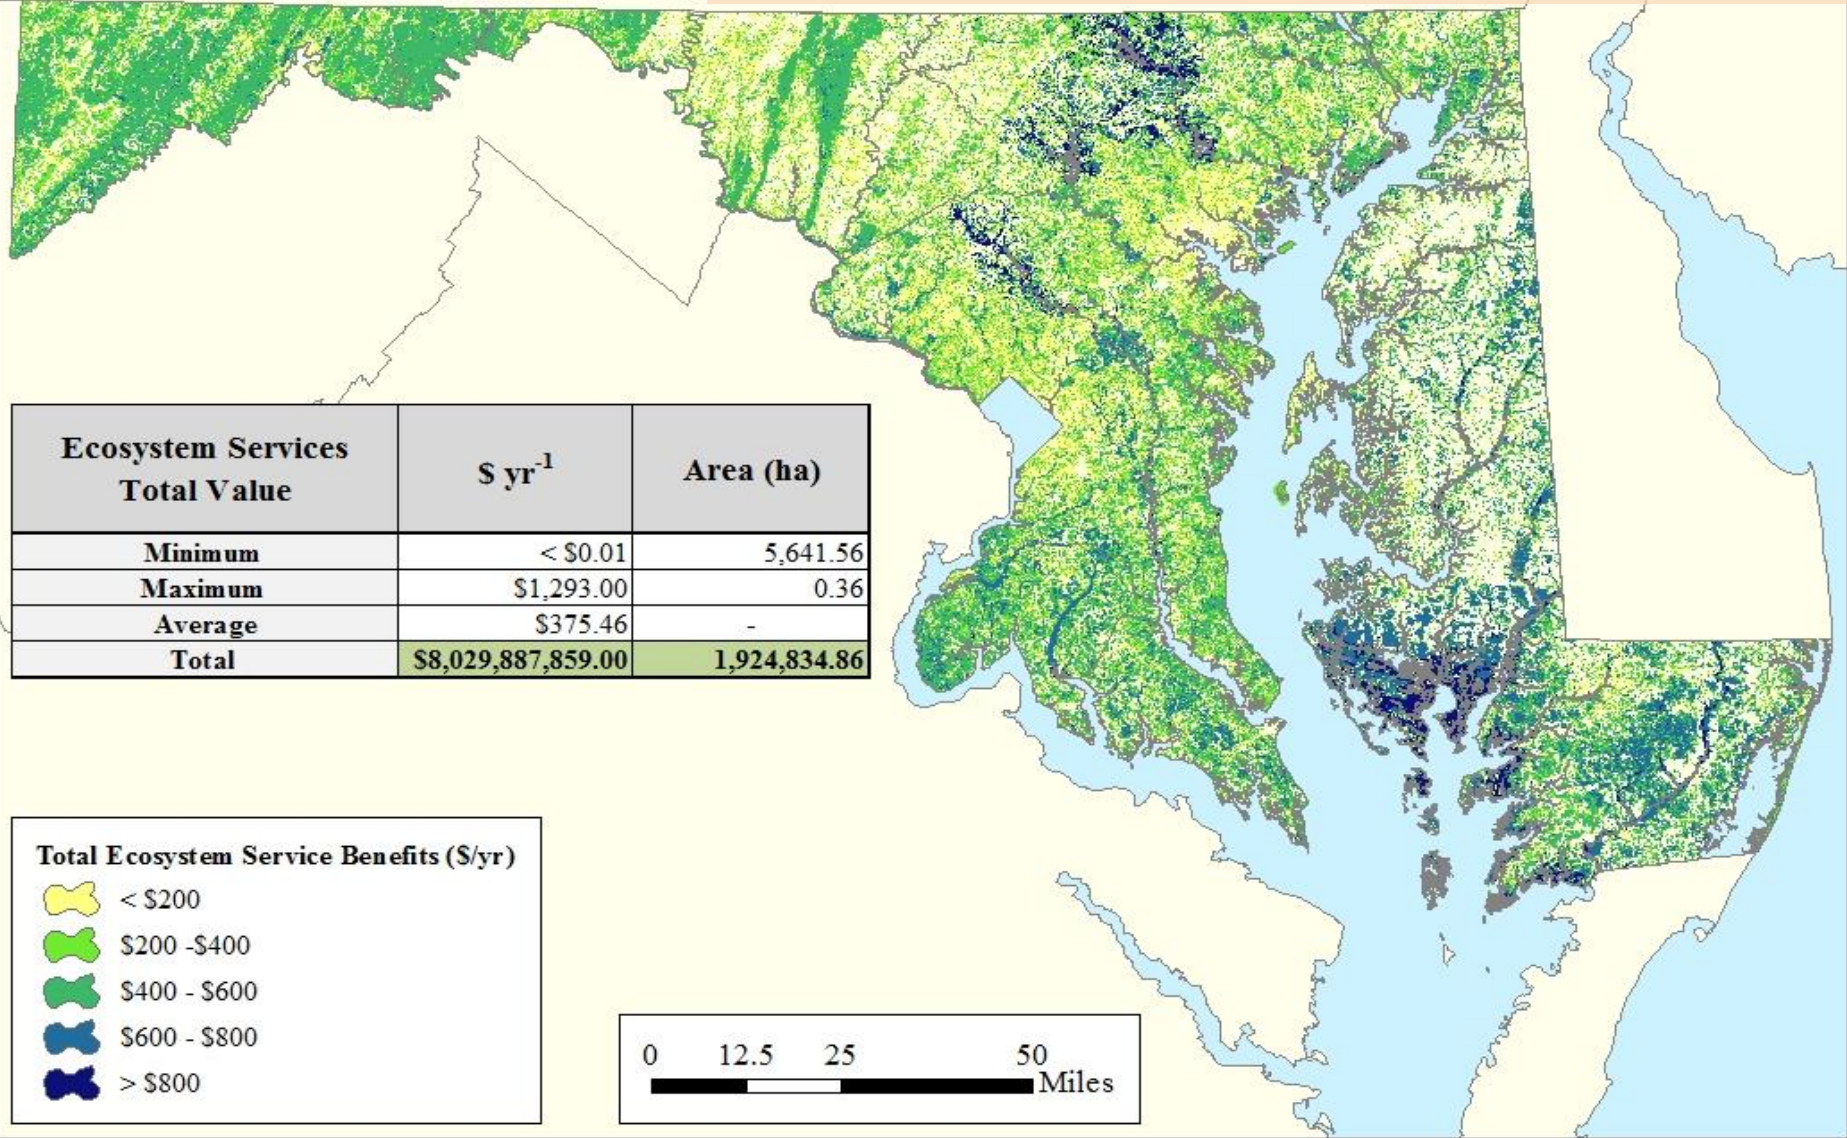 Ecosystem Services
Total Value
$ yr-1
Area (ha)
Minimum
< $0.01
5,641.56
Maximum
$1,293.00
0.36
Average
$375.46
-
Total
$8,029,887,859.00
1,924,834.86
Total Ecosystem Service Benefits ($/yr)
< $200
$200 -$400
$400 - $600
$600 - $800
> $800
0 12.5 25 50
Miles